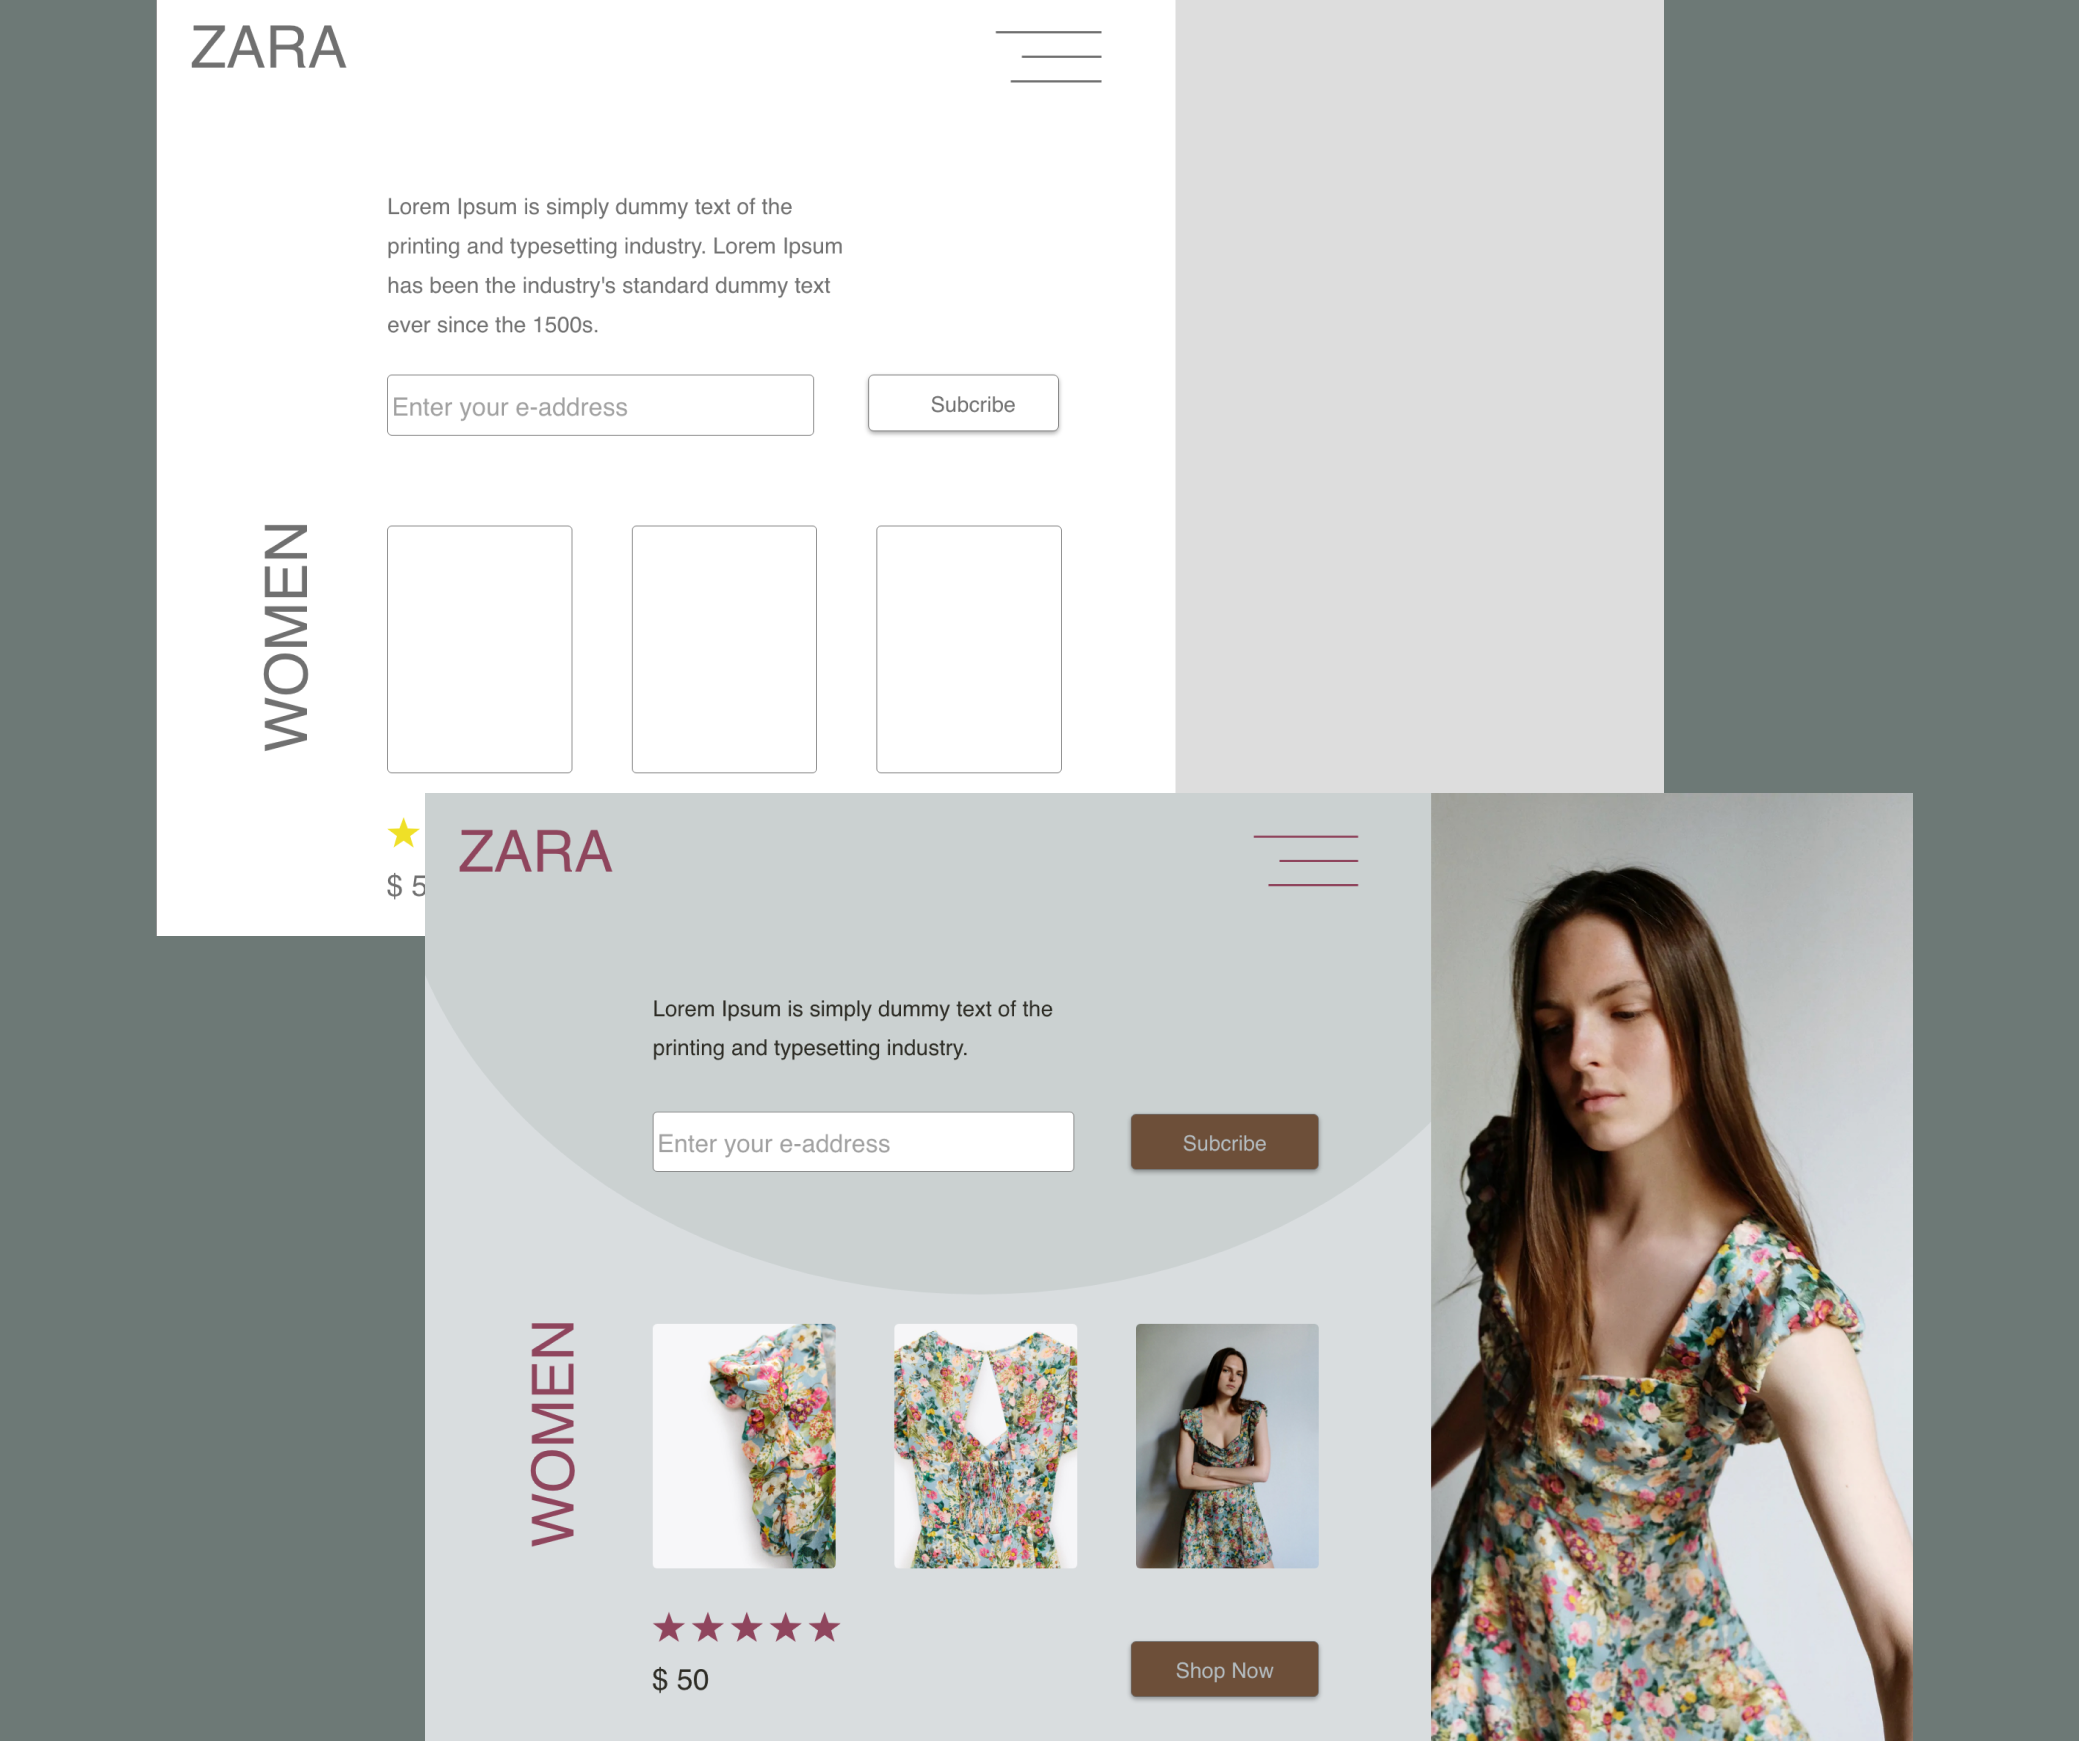 ZARA
Lorem Ipsum is simply dummy text of the
printing and typesetting industry. Lorem Ipsum
has been the industry's standard dummy text
ever since the 1500s.
Enter your e-address
Subcribe
WOMEN
$ 5
ZARA
Lorem Ipsum is simply dummy text of the
printing and typesetting industry.
Enter your e-address
Subcribe
WOMEN
$ 50
Shop Now